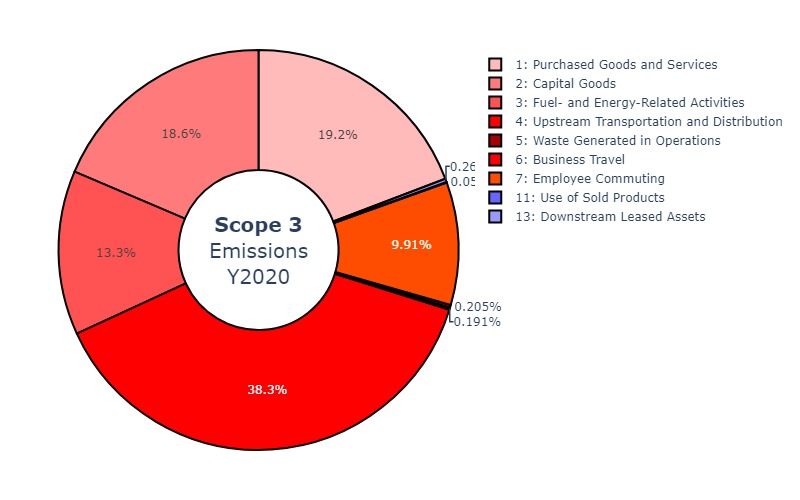 1: Purchased Goods and Services
2: Capital Goods
3: Fuel- and Energy-Related Activities
4: Upstream Transportation and Distribution
5: Waste Generated in Operations
6: Business Travel
7: Employee Commuting
11: Use of Sold Products
13: Downstream Leased Assets
18.6%
19.2%
0.26
0.05
Scope 3
Emissions
Y2020
9.91%
13.3%
0.205%
0.191%
38.3%